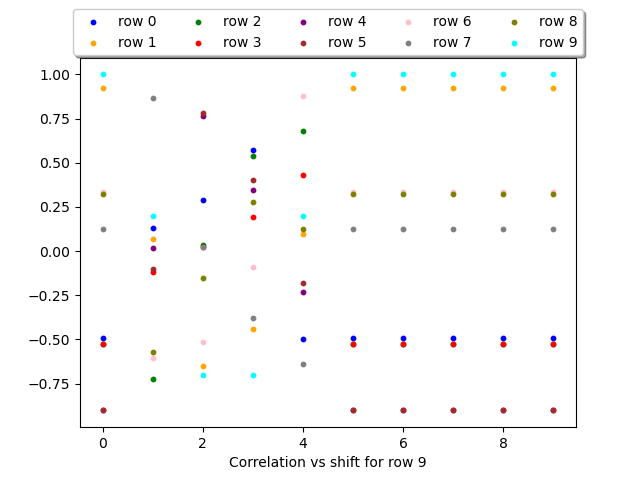 row 0 row 2 row 4 row 6 row 8
row 1 row 3 row 5 row 7 row 9
1.00
0.75
0.50
0.25
0.00
−0.25
−0.50
−0.75
0 2 4 6 8
Correlation vs shift for row 9